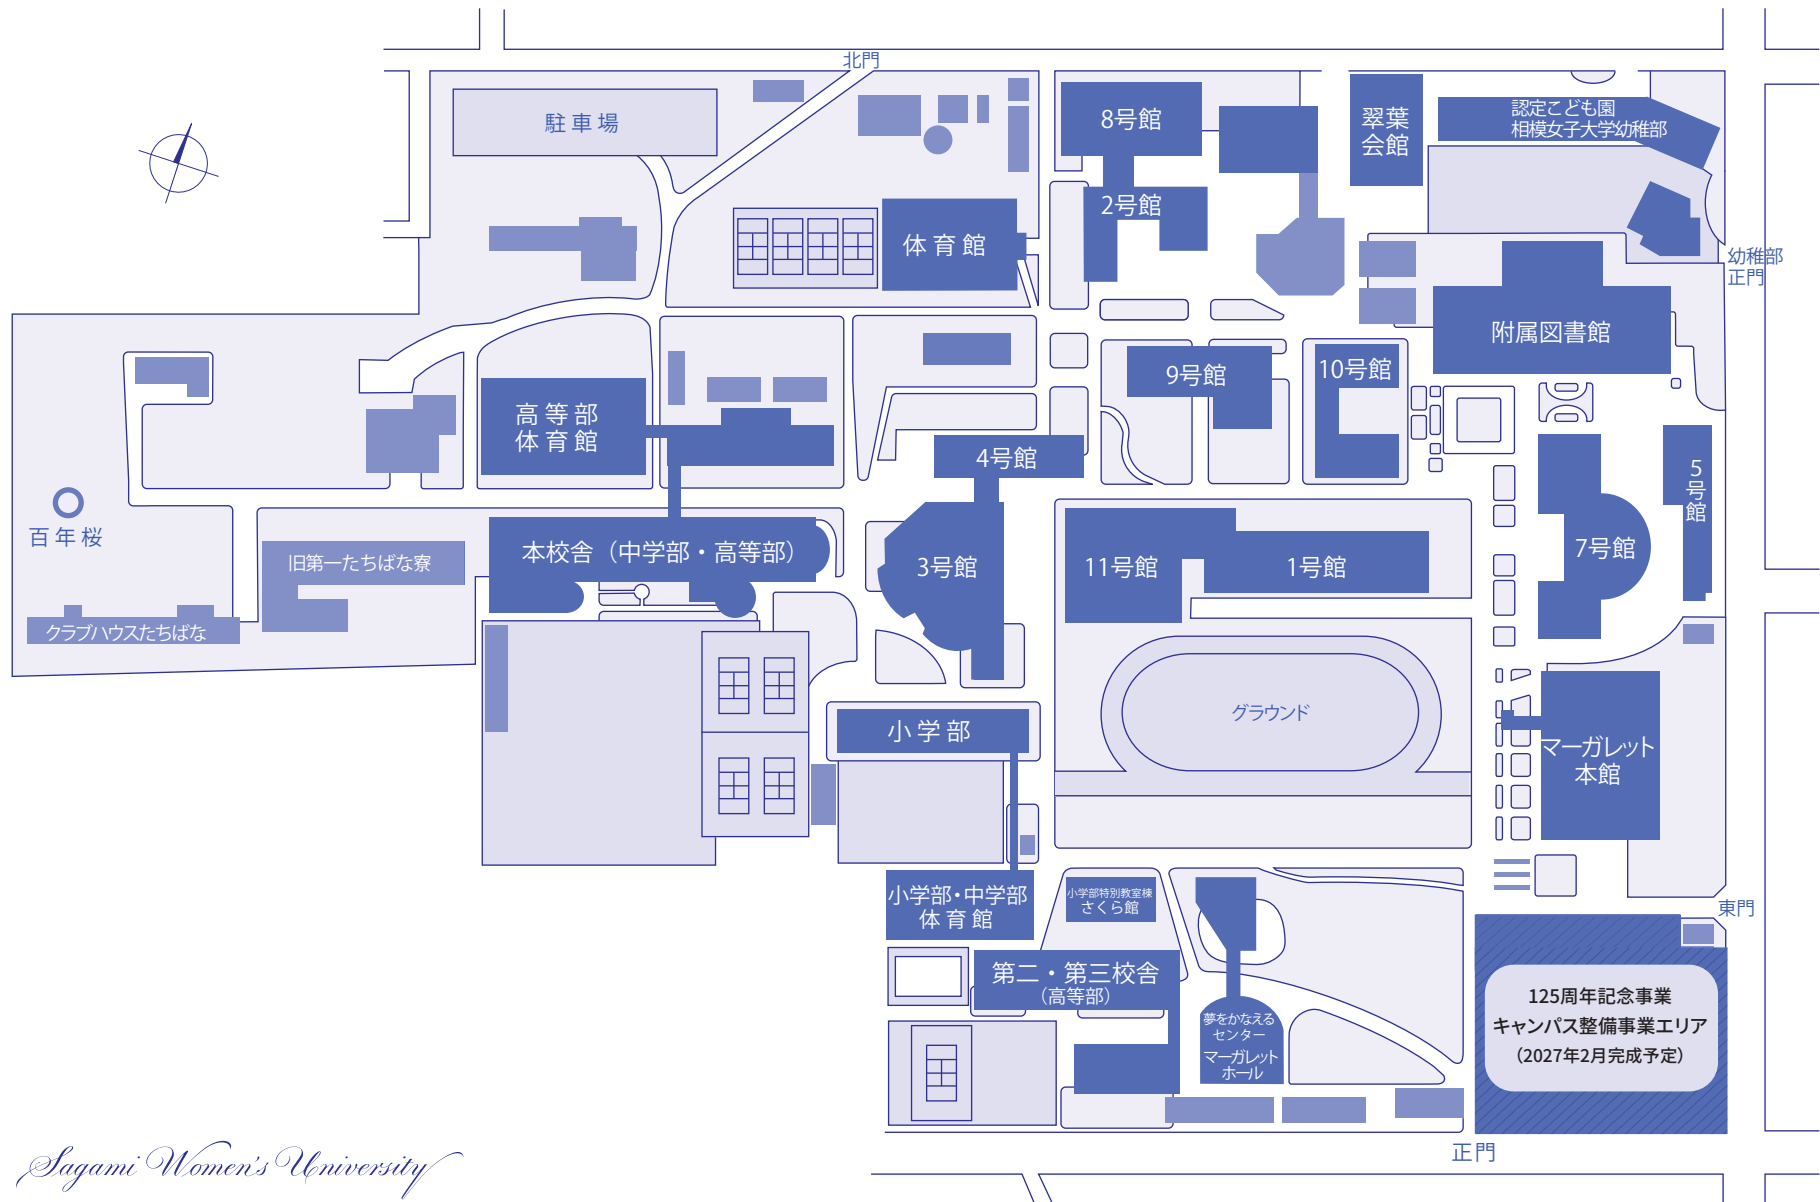 北門
駐車場
8号館
翠葉
会館
認定こども園
相模女子大学幼稚部
2号館
体育館
幼稚部
正門
附属図書館
9号館
10号館
高等部
体育館
4号館
5号館
百年桜
旧第一たちばな寮
本校舎（中学部・高等部）
3号館
11号館
1号館
7号館
クラブハウスたちばな
グラウンド
小学部
マーガレット
本館
小学部・中学部
体育館
小学部特別教室棟
さくら館
東門
第二・第三校舎
（高等部）
夢をかなえる
センター
マーガレット
ホール
125周年記念事業
キャンパス整備事業エリア
（2027年2月完成予定）
正門
Sagami Women's University